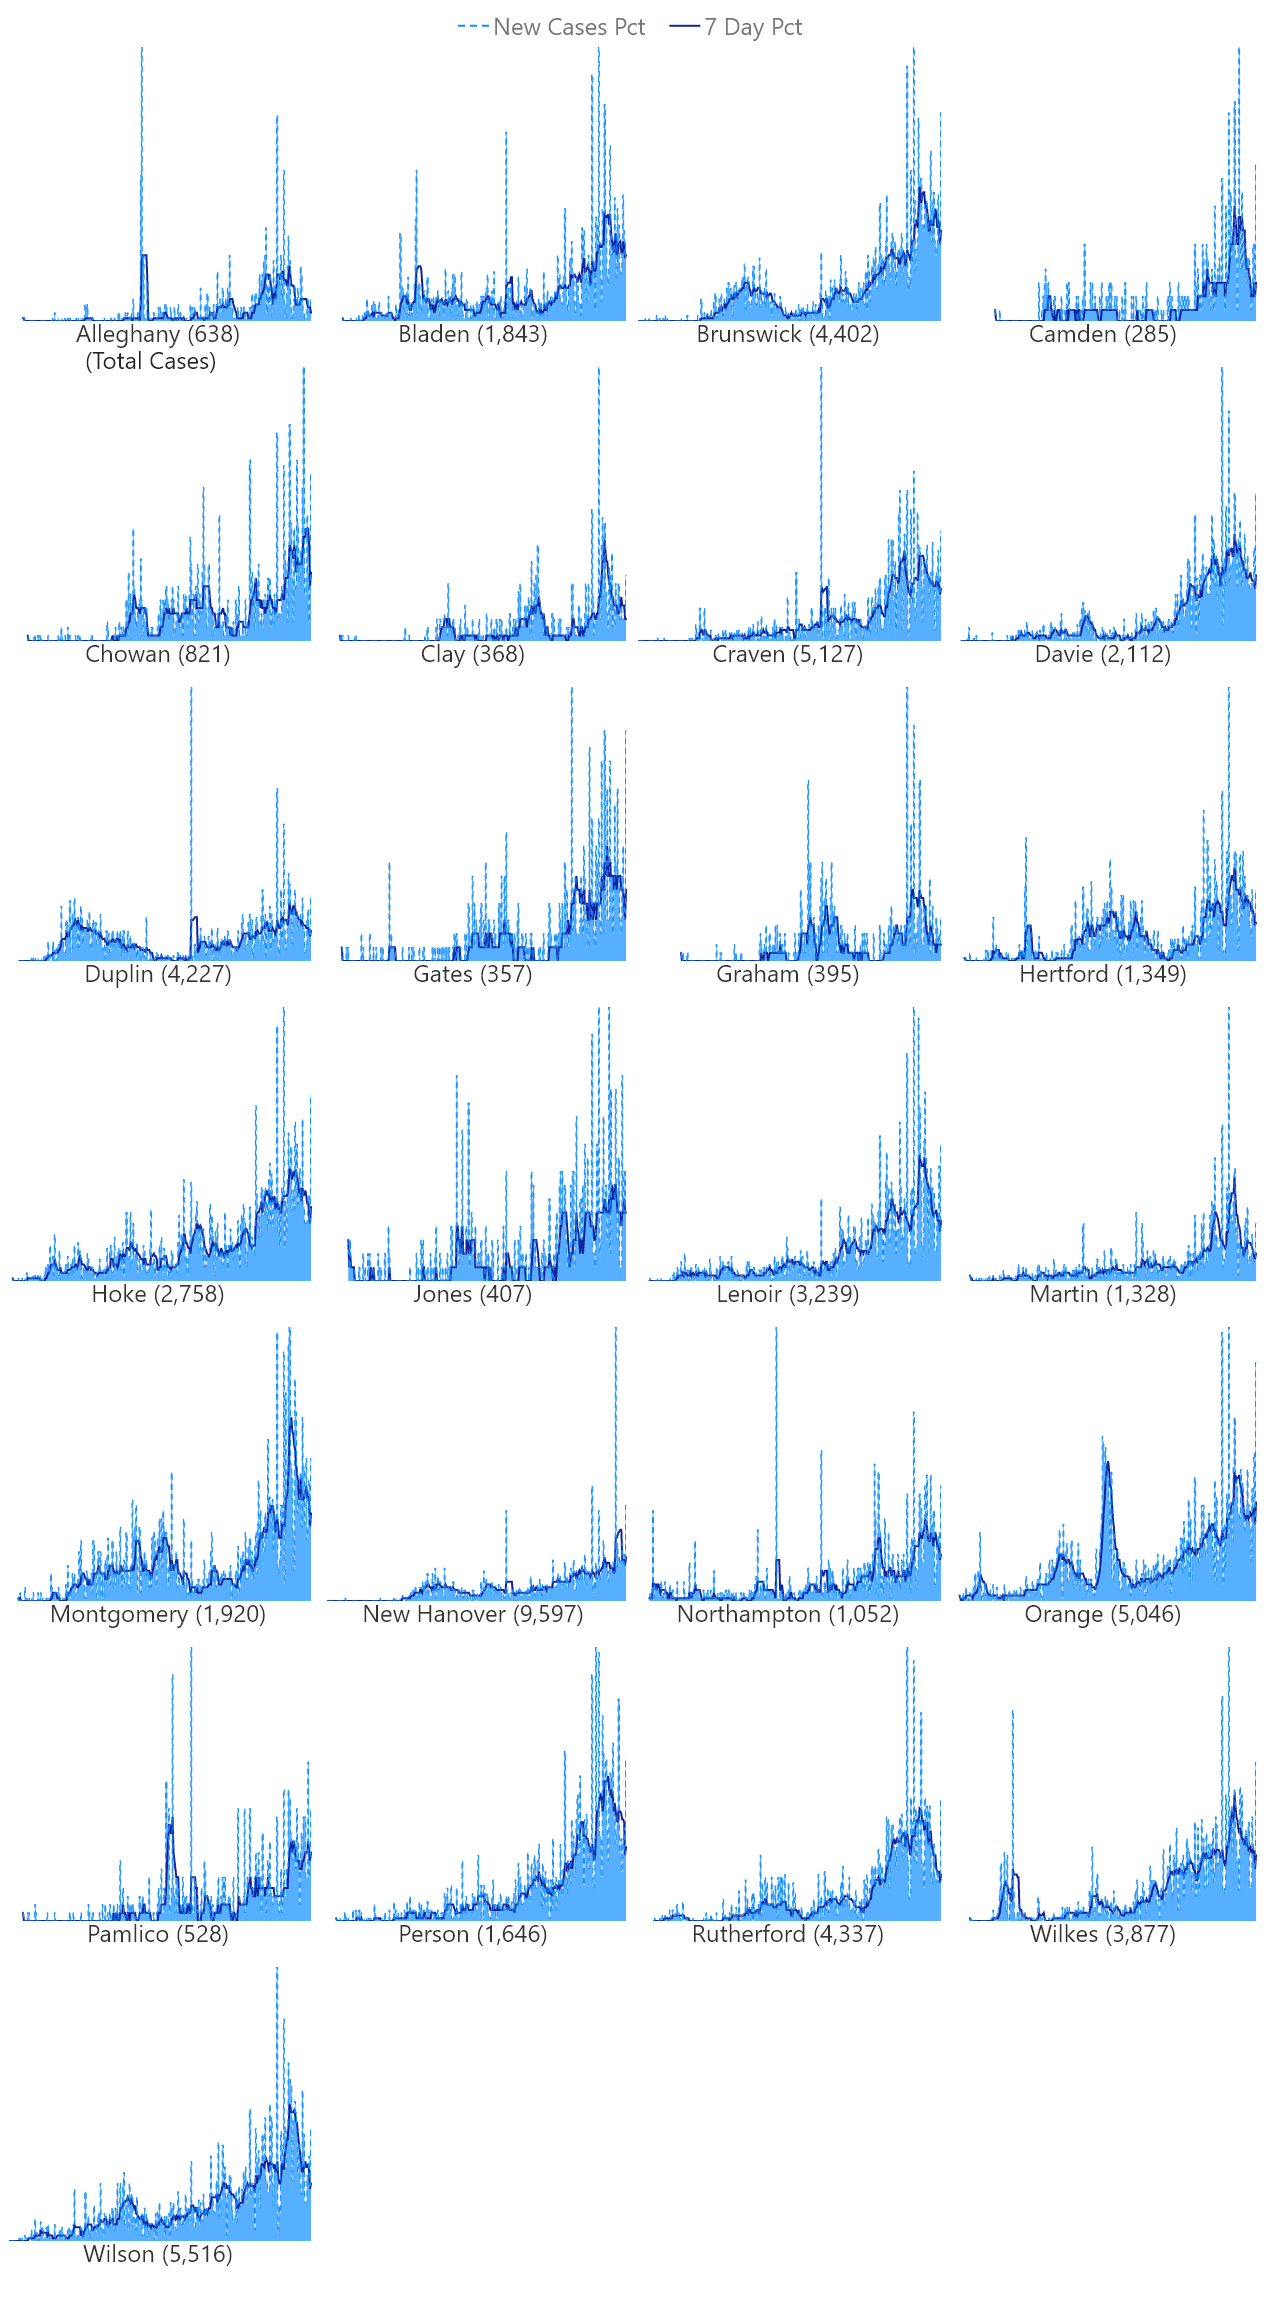 New Cases Pct 7 Day Pct
Alleghany (638) Bladen (1,843) Brunswick (4,402) Camden (285)
(Total Cases)
Chowan (821) Clay (368) Craven (5,127) Davie (2,112)
Duplin (4,227) Gates (357) Graham (395) Hertford (1,349)
Hoke (2,758) Jones (407) Lenoir (3,239) Martin (1,328)
Montgomery (1,920) New Hanover (9,597) Northampton (1,052) Orange (5,046)
Pamlico (528) Person (1,646) Rutherford (4,337) Wilkes (3,877)
Wilson (5,516)